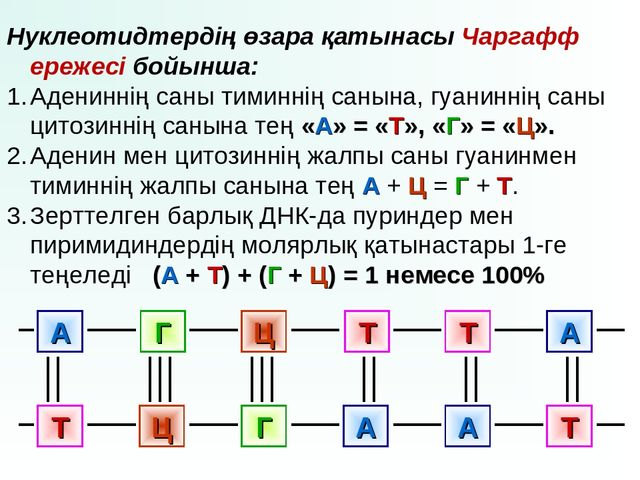 Нуклеотидтердің өзара қатынасы Чаргафф
ережесі бойынша:
1. Адениннің саны тиминнің санына, гуаниннің саны
цитозиннің санына тең «А» = «Т», «Г» = «Ц».
2. Аденин мен цитозиннің жалпы саны гуанинмен
тиминнің жалпы санына тең А + Ц = Г + Т.
3. Зерттелген барлық ДНК-да пуриндер мен
пиримидиндердің молярлық қатынастары 1-ге
теңеледі (А + Т) + (Г + Ц) = 1 немесе 100%
А Г Ц Т Т А
Т Ц Г А А Т